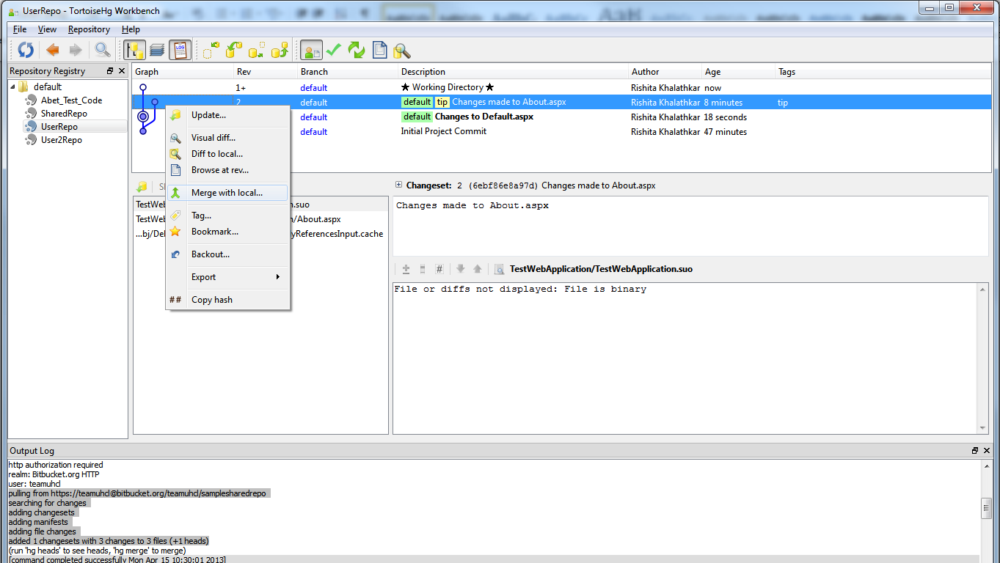 UserRepo - TortoiseHg Workbench
File View Repository Help
LOG
Repository Registry
default
Abet_Test_Code
SharedRepo
UserRepo
User2Repo
Graph Rev Branch Description Author Age Tags
1+ default ★ Working Directory ★ Rishita Khalathkar now
2 default default tip Changes made to About.aspx Rishita Khalathkar 8 minutes tip
default default Changes to Default.aspx Rishita Khalathkar 18 seconds
default Initial Project Commit Rishita Khalathkar 47 minutes
Update...
Visual diff...
Diff to local...
Browse at rev...
Merge with local...
Tag...
Bookmark...
Backout...
Export
## Copy hash
TestWeb n.suo
TestWeb n/About.aspx
...bj/Del lyReferencesInput.cache
Changeset: 2 (6ebf86e8a97d) Changes made to About.aspx
Changes made to About.aspx
# TestWebApplication/TestWebApplication.suo
File or diffs not displayed: File is binary
Output Log
http authorization required
realm: Bitbucket.org HTTP
user: teamuhcl
pulling from https://teamuhcl@bitbucket.org/teamuhcl/samplesharedrepo
searching for changes
adding changesets
adding manifests
adding file changes
added 1 changesets with 3 changes to 3 files (+1 heads)
(run 'hg heads' to see heads, 'hg merge' to merge)
[command completed successfully Mon Apr 15 10:30:01 2013]